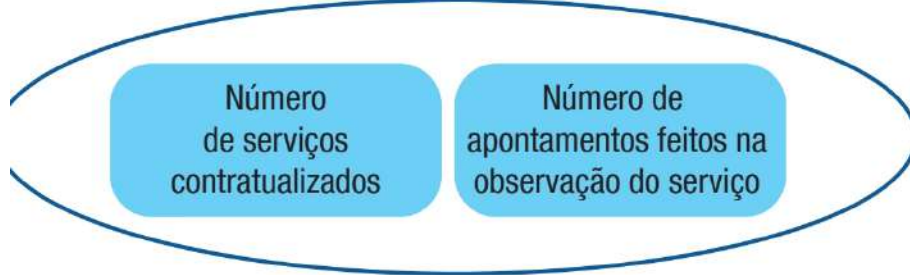 Número
de serviços
contratualizados
Número de
apontamentos feitos na
observação do serviço